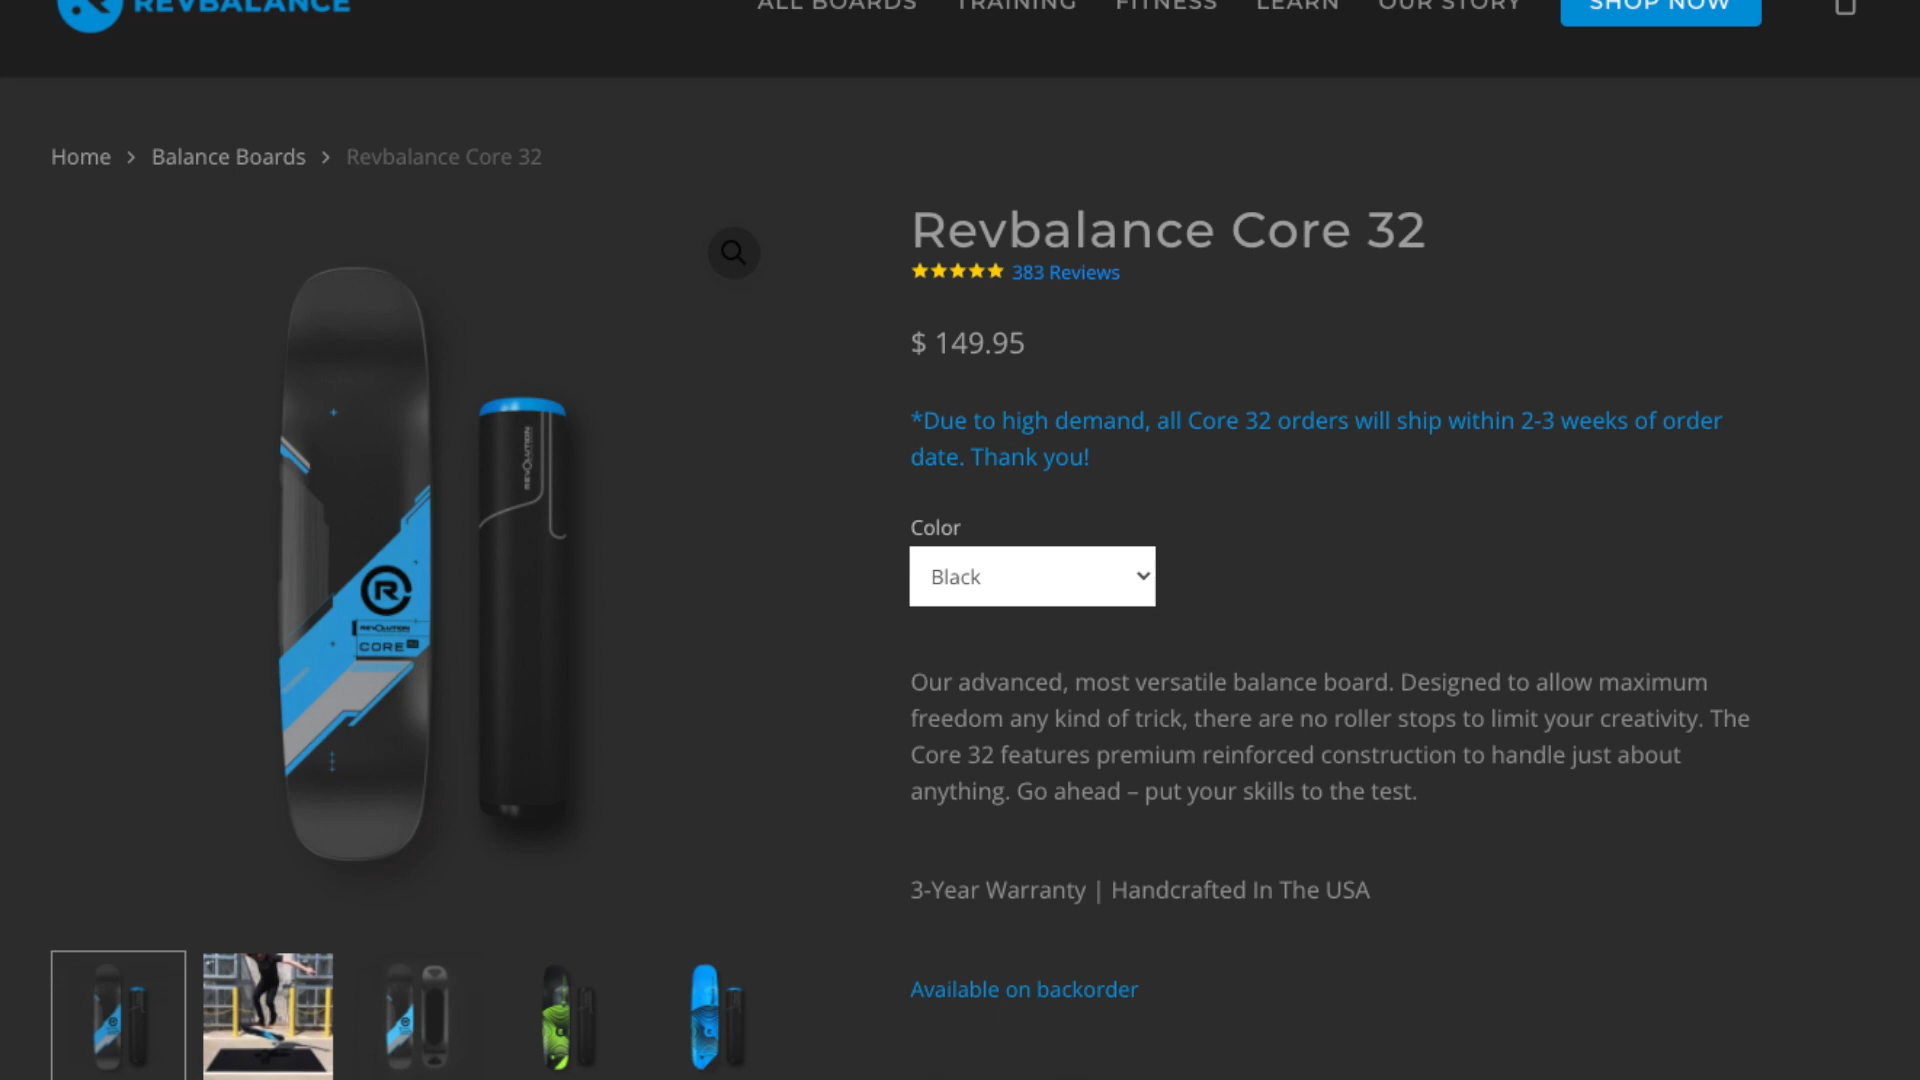 REVBALANCE
ALL BOARDS TRAINING FITNESS LEARN OUR STORY SHOP NOW
Home > Balance Boards > Revbalance Core 32
Revbalance Core 32
383 Reviews
$ 149.95
*Due to high demand, all Core 32 orders will ship within 2-3 weeks of order
date. Thank you!
Color
Black
Our advanced, most versatile balance board. Designed to allow maximum
freedom any kind of trick, there are no roller stops to limit your creativity. The
Core 32 features premium reinforced construction to handle just about
anything. Go ahead – put your skills to the test.
3-Year Warranty | Handcrafted In The USA
Available on backorder
REVOLUTION
R
REVOLUTION
CORE 32